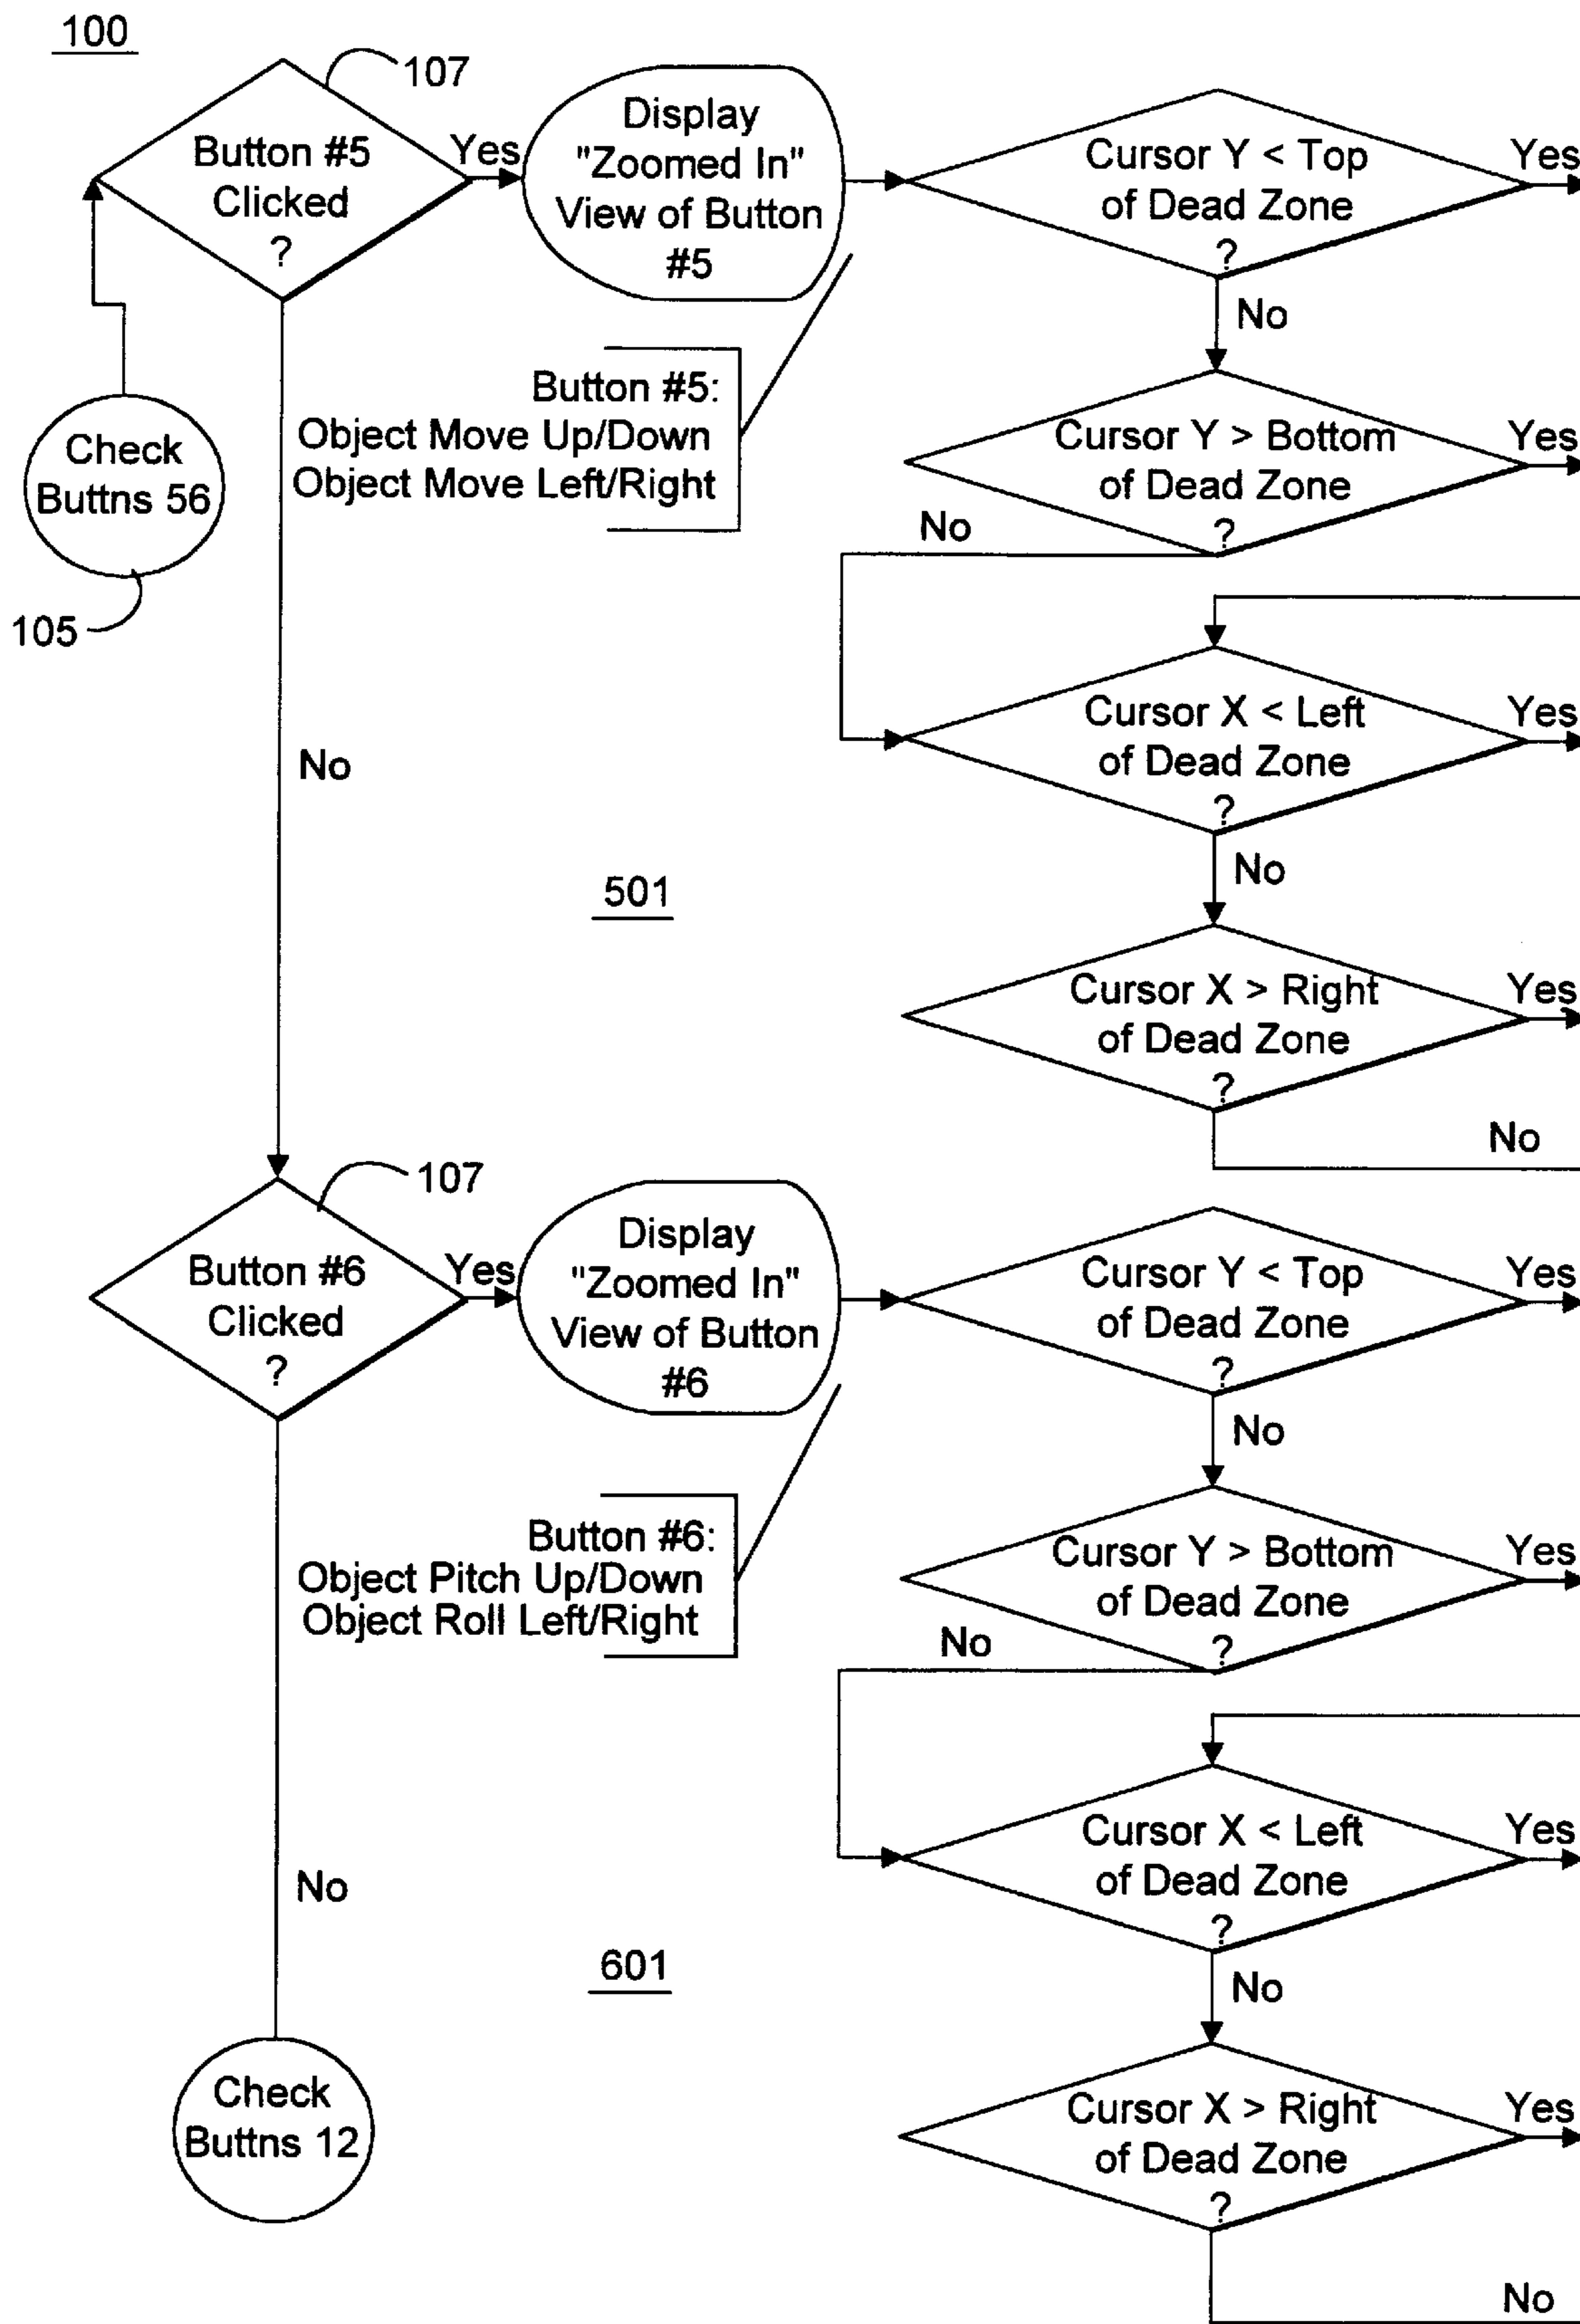 100
107
Button #5
Clicked
?
Yes
Display
"Zoomed In"
View of Button
#5
Cursor Y < Top
of Dead Zone
?
Yes
No
Button #5:
Object Move Up/Down
Object Move Left/Right
Check
Buttns 56
105
Cursor Y > Bottom
of Dead Zone
?
Yes
No
Cursor X < Left
of Dead Zone
?
Yes
No
No
501
Cursor X > Right
of Dead Zone
?
Yes
No
107
Button #6
Clicked
?
Yes
Display
"Zoomed In"
View of Button
#6
Cursor Y < Top
of Dead Zone
?
Yes
No
Button #6:
Object Pitch Up/Down
Object Roll Left/Right
Cursor Y > Bottom
of Dead Zone
?
Yes
No
Cursor X < Left
of Dead Zone
?
Yes
No
No
601
Check
Buttns 12
Cursor X > Right
of Dead Zone
?
Yes
No